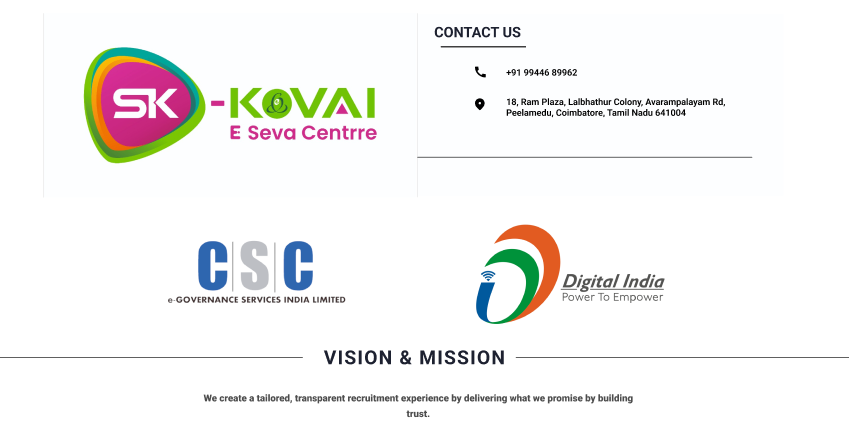 SK
-KOVAI
E Seva Centrre
CONTACT US
+91 99446 89962
18, Ram Plaza, Lalbhathur Colony, Avarampalayam Rd,
Peelamedu, Coimbatore, Tamil Nadu 641004
CSC
e-GOVERNANCE SERVICES INDIA LIMITED
Digital India
Power To Empower
VISION & MISSION
We create a tailored, transparent recruitment experience by delivering what we promise by building
trust.